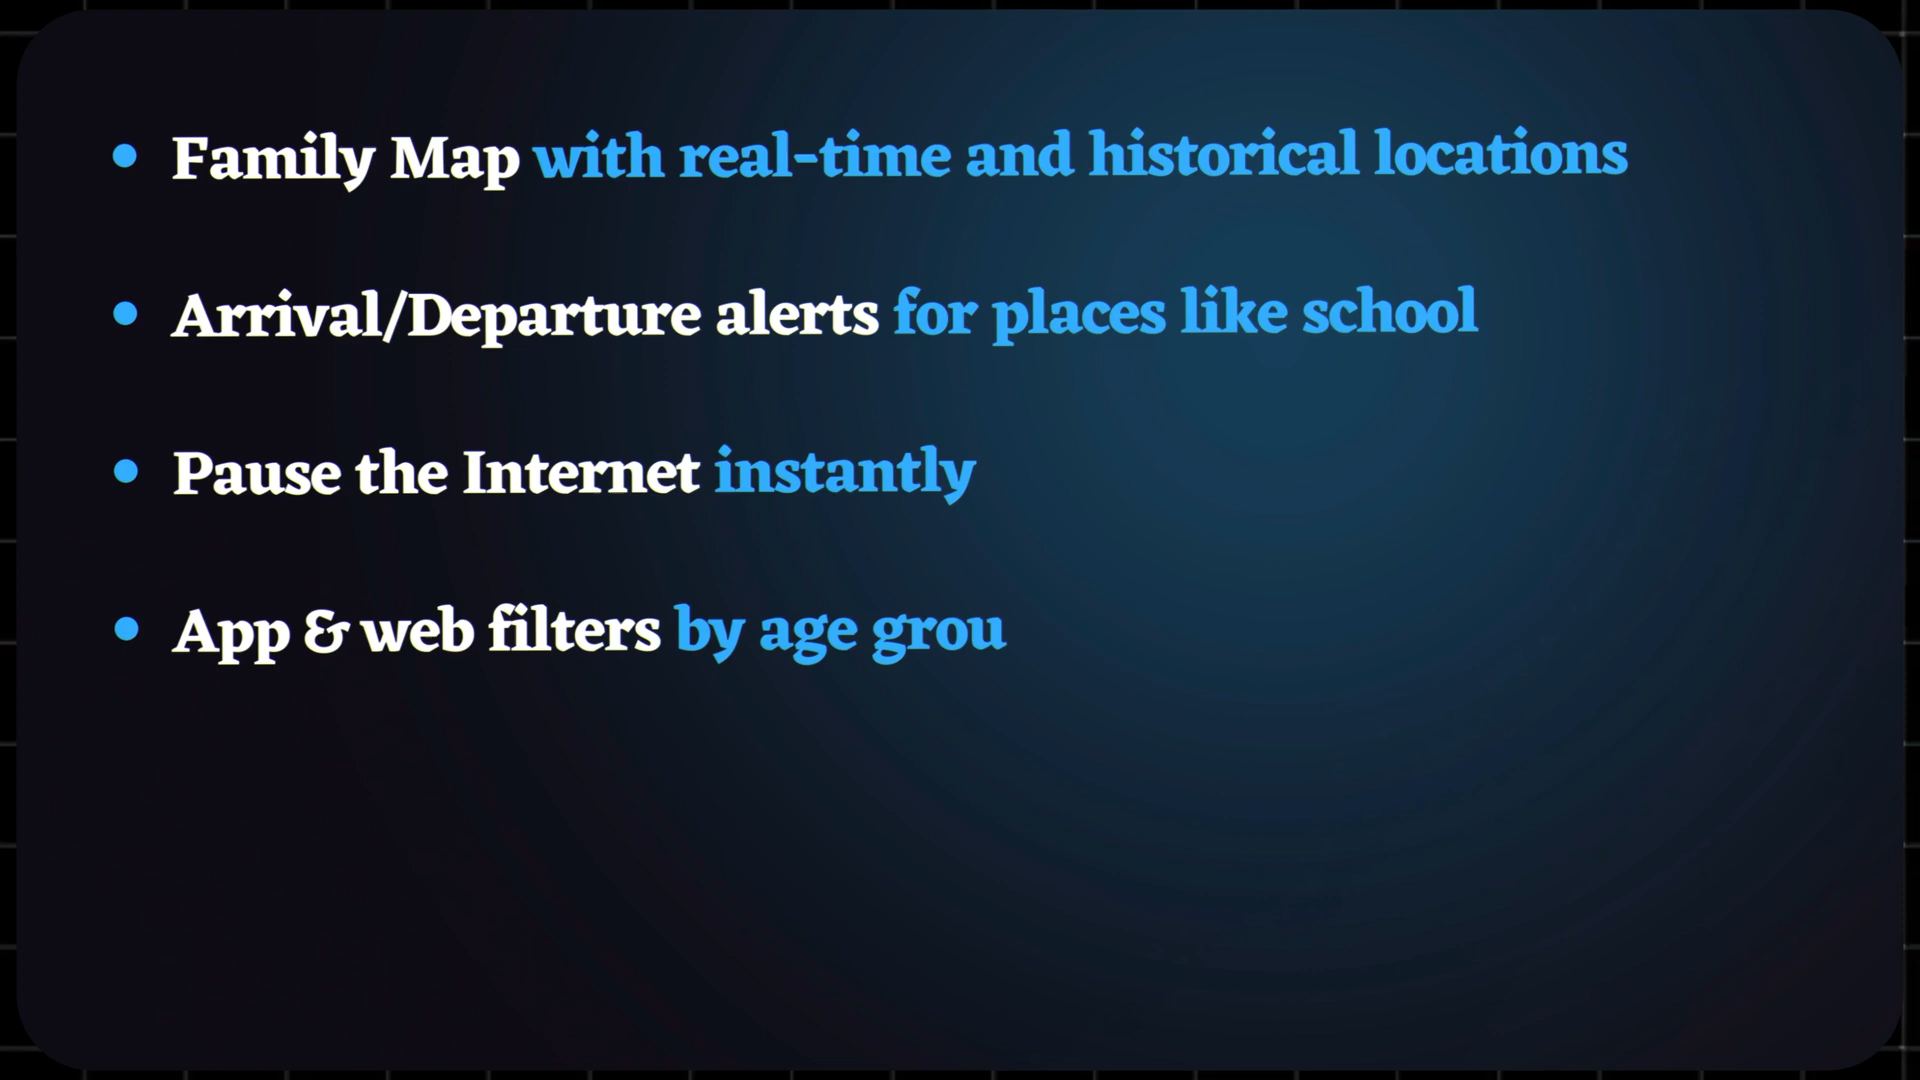 • Family Map with real-time and historical locations
• Arrival/Departure alerts for places like school
• Pause the Internet instantly
• App & web filters by age grou